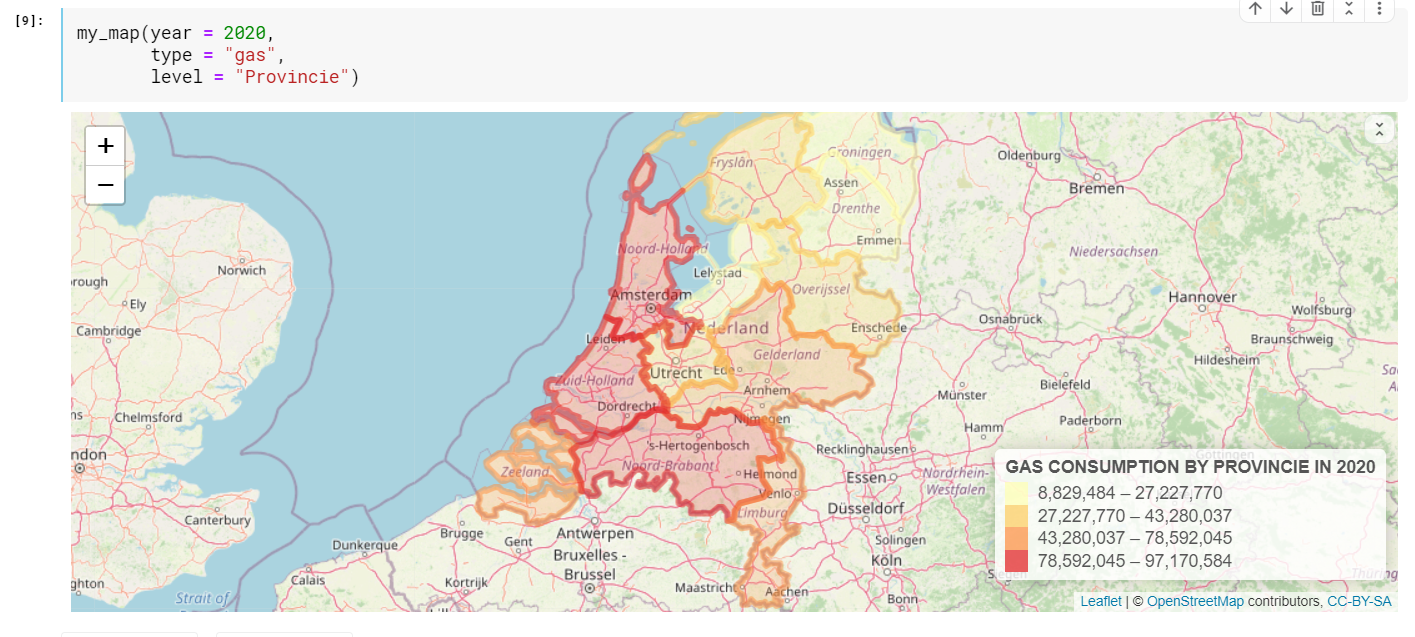 [9]:
my_map(year = 2020,
type = "gas",
level = "Provincie")
+
−
Fryslân
Groningen
Oldenburg
Assen
Bremen
Drenthe
Emmen
Noord-Holland
Niedersachsen
Norwich
Lelystad
rough
Ely
Amsterdam
Overijssel
Hannover
Wolfsburg
Cambridge
Nederland
Enschede
Osnabrück
Leiden
Braunschweig
Gelderland
Hildesheim
Utrecht
Zuid-Holland
Arnhem
Bielefeld
Münster
Dordrecht
ns
Chelmsford
Nijmegen
Hamm
Paderborn
's-Hertogenbosch
Recklinghausen
ndon
Zeeland
Noord-Brabant
Helmond
Essen
Nordrhein-
Westfalen
Göttingen
GAS CONSUMPTION BY PROVINCIE IN 2020
8,829,484 – 27,227,770
27,227,770 – 43,280,037
43,280,037 – 78,592,045
78,592,045 – 97,170,584
Venlo
Limburg
Düsseldorf
Canterbury
Brugge
Gent
Antwerpen
Dunkerque
Bruxelles -
Brussel
Solingen
Köln
Calais
Kortrijk
Maastricht
Aachen
Bonn
ghton
Strait of
Thüring
Leaflet | © OpenStreetMap contributors, CC-BY-SA